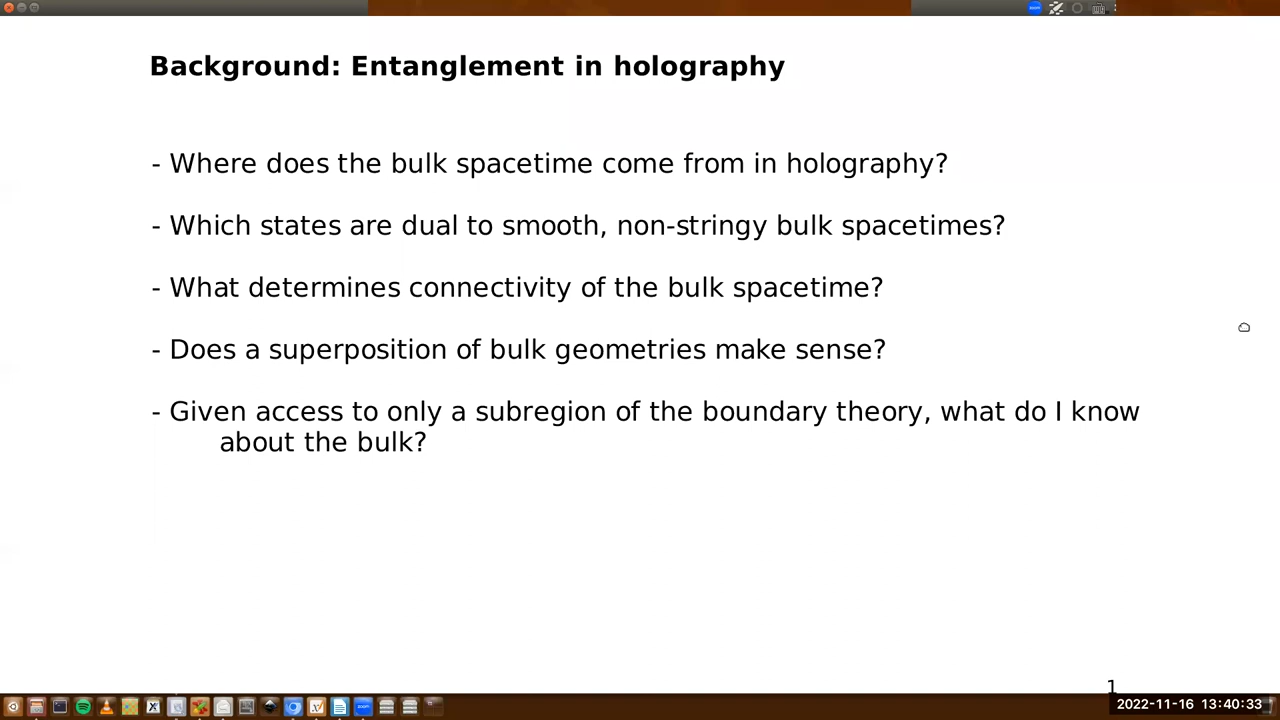 Background: Entanglement in holography
- Where does the bulk spacetime come from in holography?
- Which states are dual to smooth, non-stringy bulk spacetimes?
- What determines connectivity of the bulk spacetime?
- Does a superposition of bulk geometries make sense?
- Given access to only a subregion of the boundary theory, what do I know
about the bulk?
1
2022-11-16 13:40:33